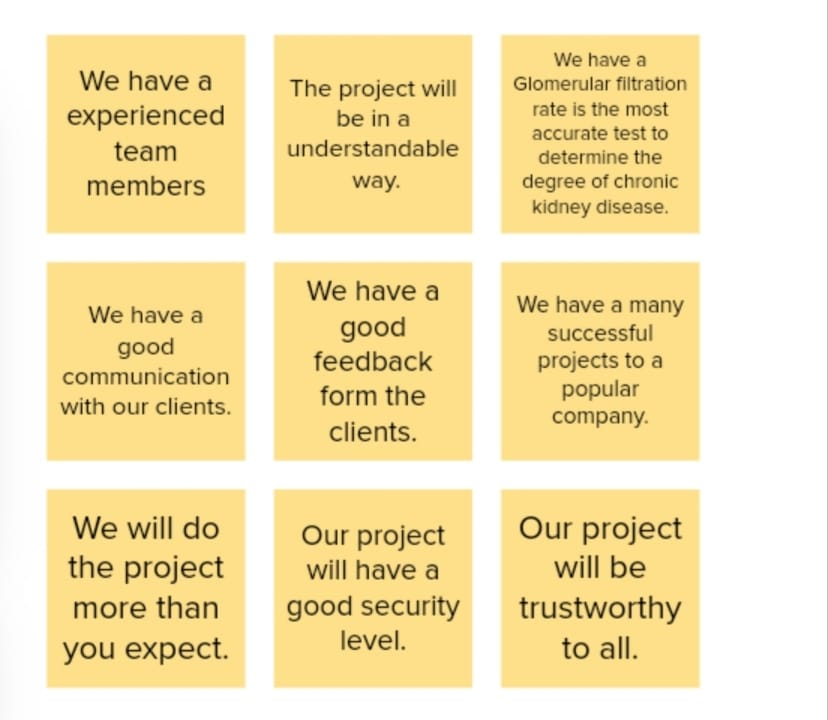 We have a
experienced
team
members
The project will
be in a
understandable
way.
We have a
Glomerular filtration
rate is the most
accurate test to
determine the
degree of chronic
kidney disease.
We have a
good
communication
with our clients.
We have a
good
feedback
form the
clients.
We have a many
successful
projects to a
popular
company.
We will do
the project
more than
you expect.
Our project
will have a
good security
level.
Our project
will be
trustworthy
to all.